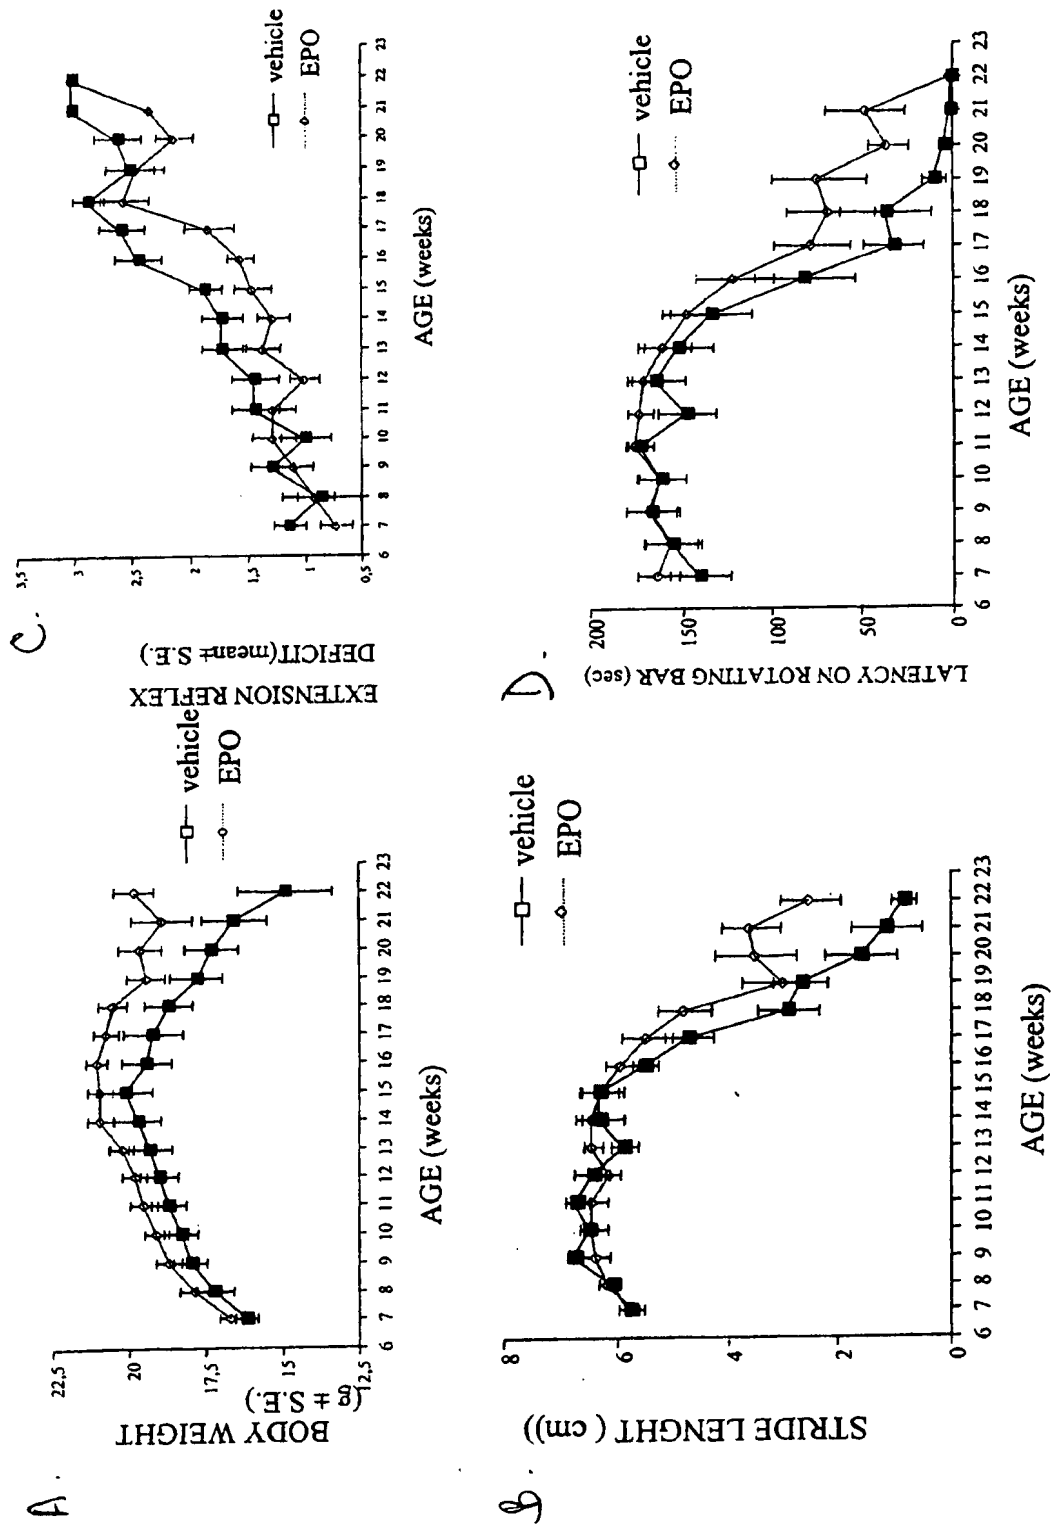 A.
BODY WEIGHT
(g ± S.E.)
22,5
20
17,5
15
12,5
6 7 8 9 10 11 12 13 14 15 16 17 18 19 20 21 22 23
AGE (weeks)
vehicle
EPO
C.
EXTENSION REFLEX
DEFICIT(mean± S.E.)
3,5
3
2,5
2
1,5
1
0,5
6 7 8 9 10 11 12 13 14 15 16 17 18 19 20 21 22 23
AGE (weeks)
vehicle
EPO
B.
STRIDE LENGHT ( cm))
8
6
4
2
0
6 7 8 9 10 11 12 13 14 15 16 17 18 19 20 21 22 23
AGE (weeks)
vehicle
EPO
D.
LATENCY ON ROTATING BAR (sec)
200
150
100
50
0
6 7 8 9 10 11 12 13 14 15 16 17 18 19 20 21 22 23
AGE (weeks)
vehicle
EPO